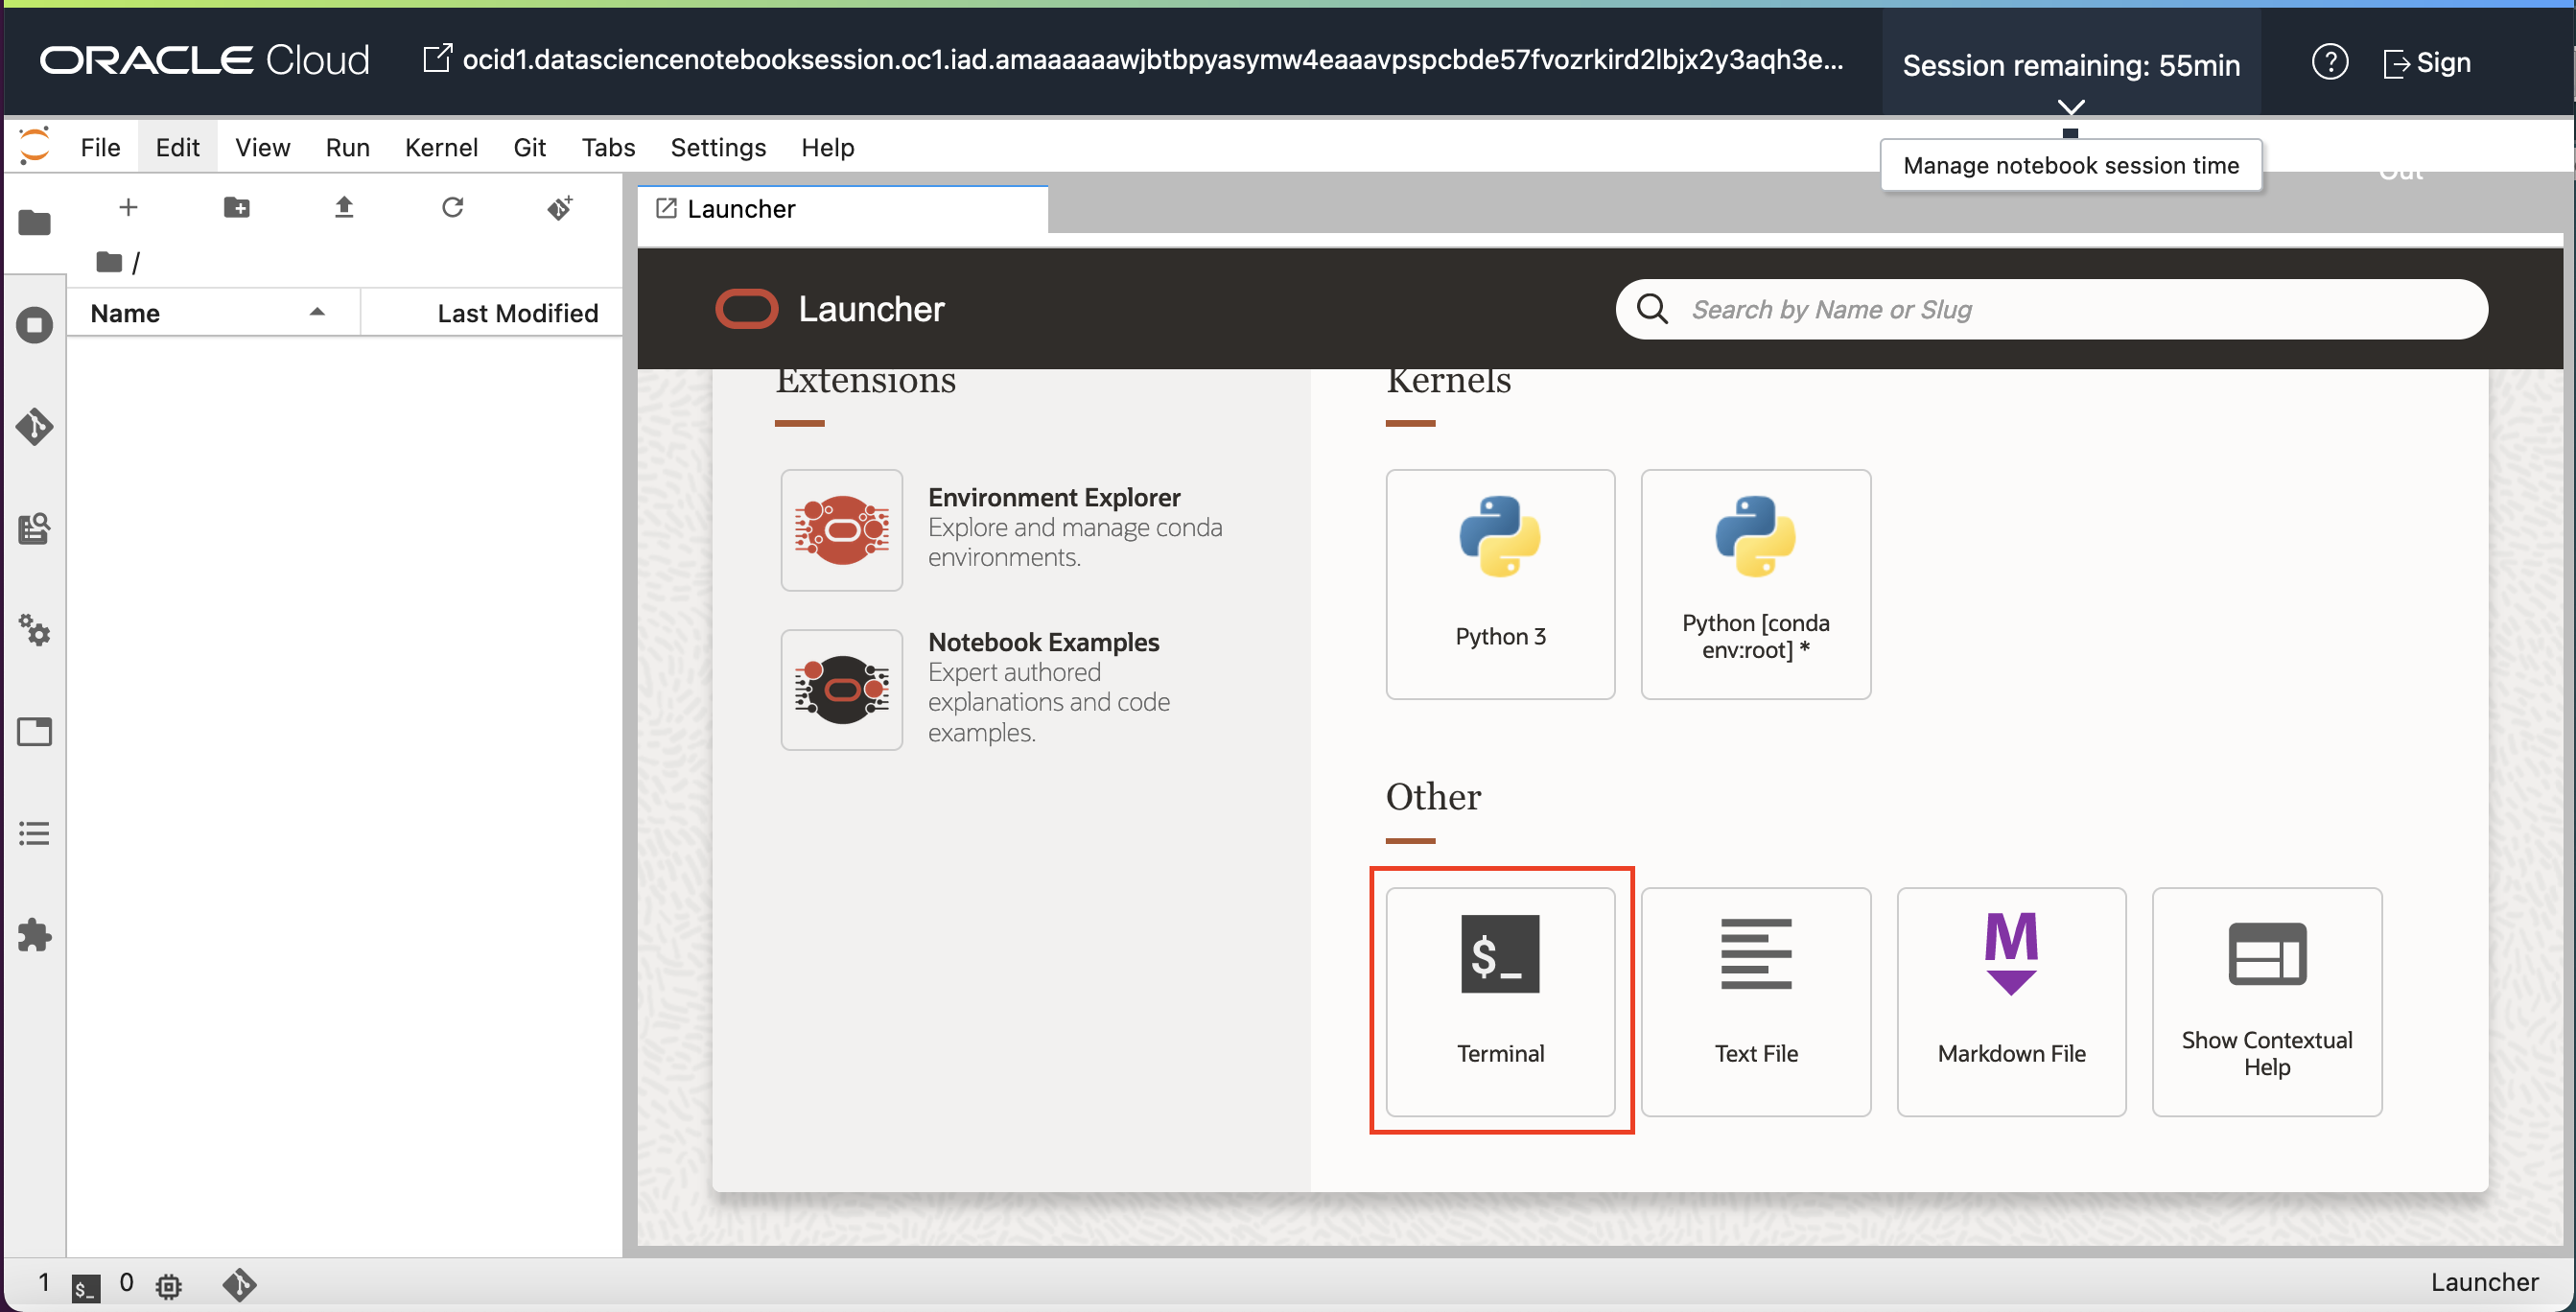 ORACLE Cloud
ocid1.datasciencenotebooksession.oc1.iad.amaaaaaawjbtbpyasymw4eaaavpspcbde57fvozrkird2lbjx2y3aqh3e...
Session remaining: 55min
Sign
Out
File Edit View Run Kernel Git Tabs Settings Help
Manage notebook session time
/
Name Last Modified
Launcher
Launcher
Search by Name or Slug
Extensions
Environment Explorer
Explore and manage conda
environments.
Notebook Examples
Expert authored
explanations and code
examples.
Kernels
Python 3
Python [conda
env:root] *
Other
$_
Terminal
Text File
M
Markdown File
Show Contextual
Help
1 $_ 0
Launcher